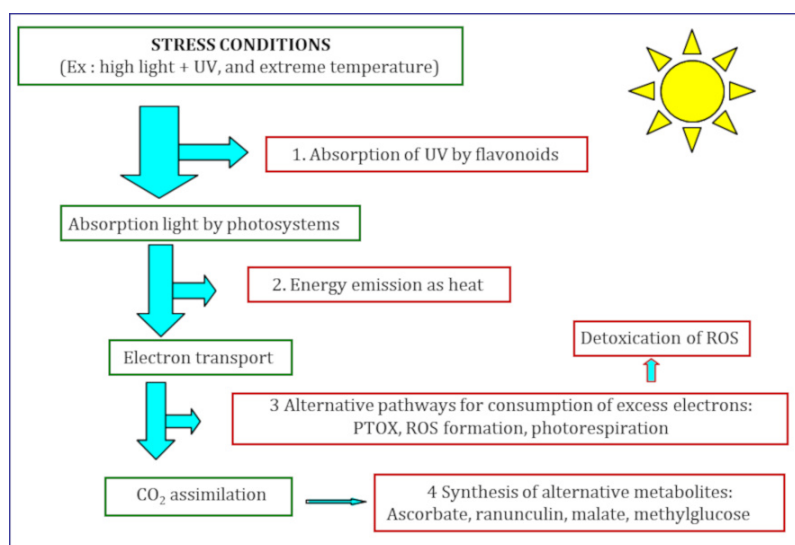 STRESS CONDITIONS
(Ex : high light + UV, and extreme temperature)
1. Absorption of UV by flavonoids
Absorption light by photosystems
2. Energy emission as heat
Detoxication of ROS
Electron transport
3 Alternative pathways for consumption of excess electrons:
PTOX, ROS formation, photorespiration
CO₂ assimilation
4 Synthesis of alternative metabolites:
Ascorbate, ranunculin, malate, methylglucose